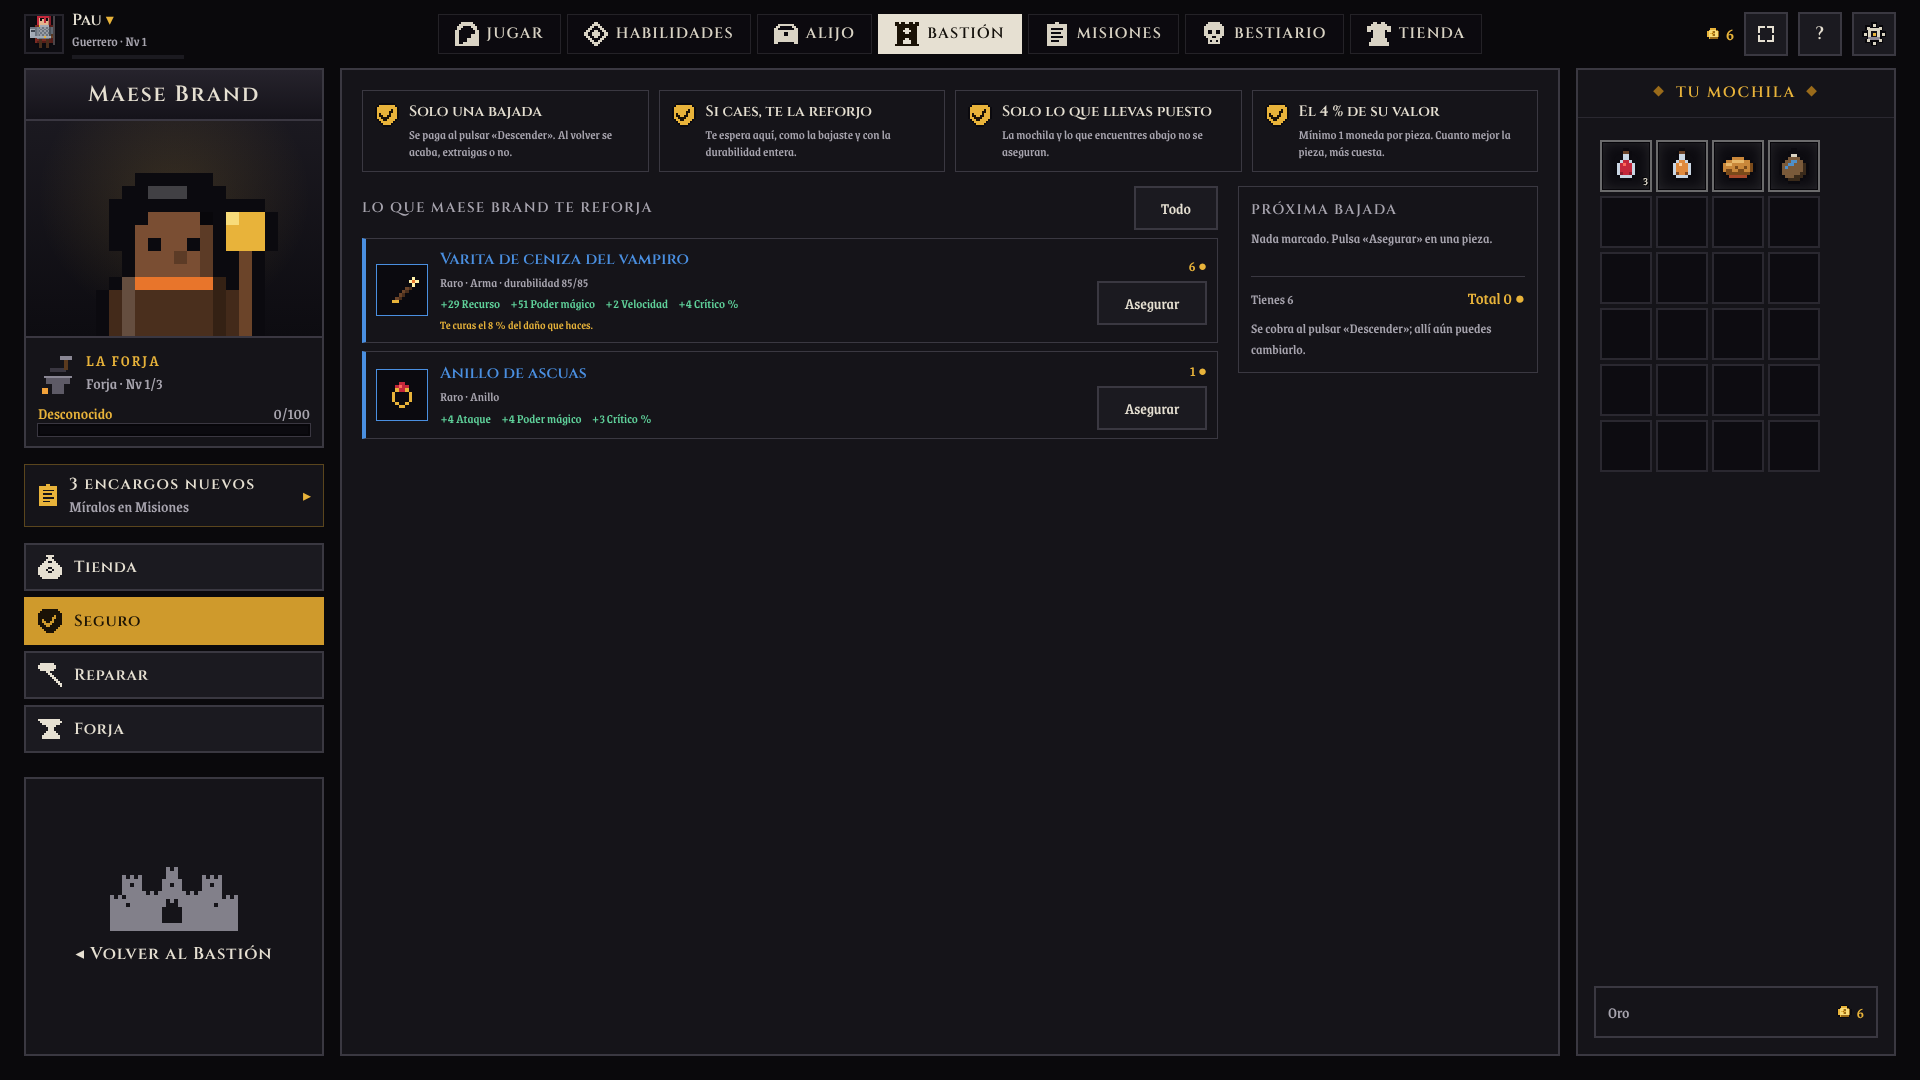 Pau ▾
Guerrero · Nv 1
JUGAR
HABILIDADES
ALIJO
BASTIÓN
MISIONES
BESTIARIO
TIENDA
6
?
Maese Brand
LA FORJA
Forja · Nv 1/3
Desconocido 0/100
3 ENCARGOS NUEVOS
Míralos en Misiones
Tienda
Seguro
Reparar
Forja
◂ Volver al Bastión
Solo una bajada
Se paga al pulsar «Descender». Al volver se
acaba, extraigas o no.
Si caes, te la reforjo
Te espera aquí, como la bajaste y con la
durabilidad entera.
Solo lo que llevas puesto
La mochila y lo que encuentres abajo no se
aseguran.
El 4 % de su valor
Mínimo 1 moneda por pieza. Cuanto mejor la
pieza, más cuesta.
LO QUE MAESE BRAND TE REFORJA
Todo
Varita de ceniza del vampiro
Raro · Arma · durabilidad 85/85
+29 Recurso +51 Poder mágico +2 Velocidad +4 Crítico %
Te curas el 8 % del daño que haces.
6
Asegurar
Anillo de ascuas
Raro · Anillo
+4 Ataque +4 Poder mágico +3 Crítico %
1
Asegurar
PRÓXIMA BAJADA
Nada marcado. Pulsa «Asegurar» en una pieza.
Tienes 6 Total 0
Se cobra al pulsar «Descender»; allí aún puedes
cambiarlo.
TU MOCHILA
3
Oro 6